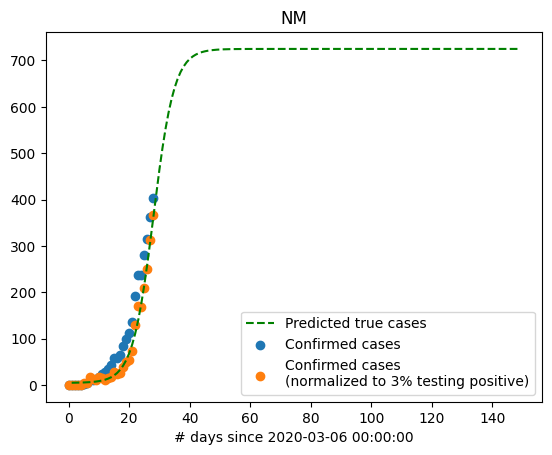 NM
700
600
500
400
300
200
100
0
Predicted true cases
Confirmed cases
Confirmed cases
(normalized to 3% testing positive)
0 20 40 60 80 100 120 140
# days since 2020-03-06 00:00:00